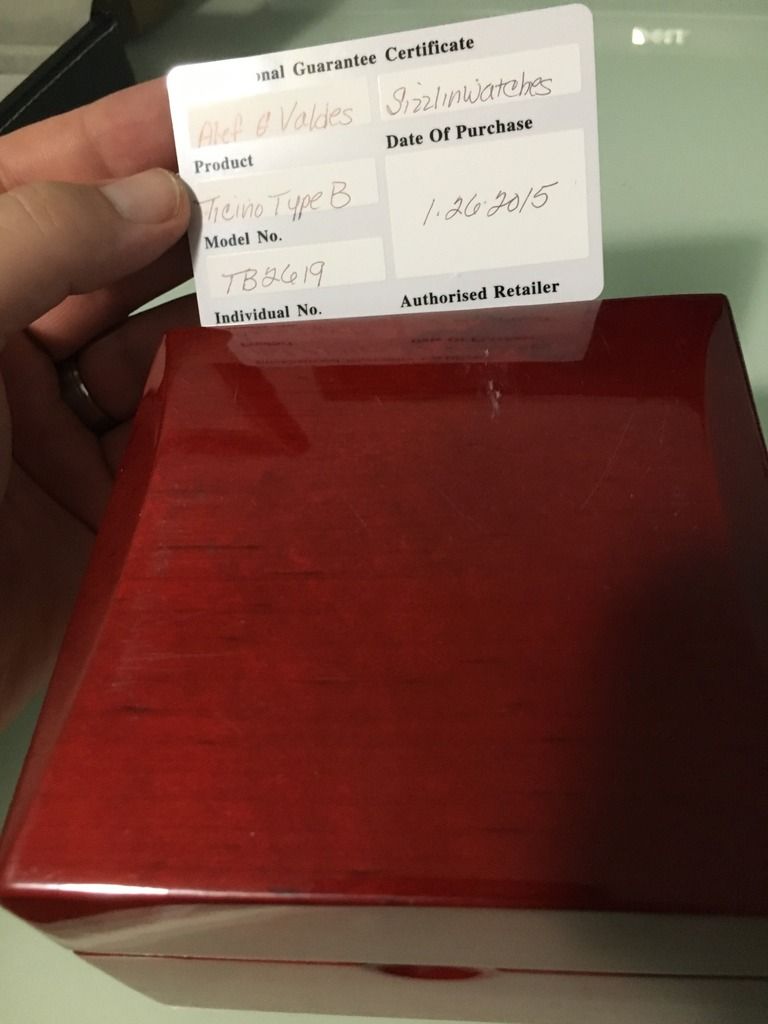 onal Guarantee Certificate
Valdes
Sizzlinwatches
Product
Date Of Purchase
Ticino Type B
1.26.2015
Model No.
TB2619
Individual No.
Authorised Retailer